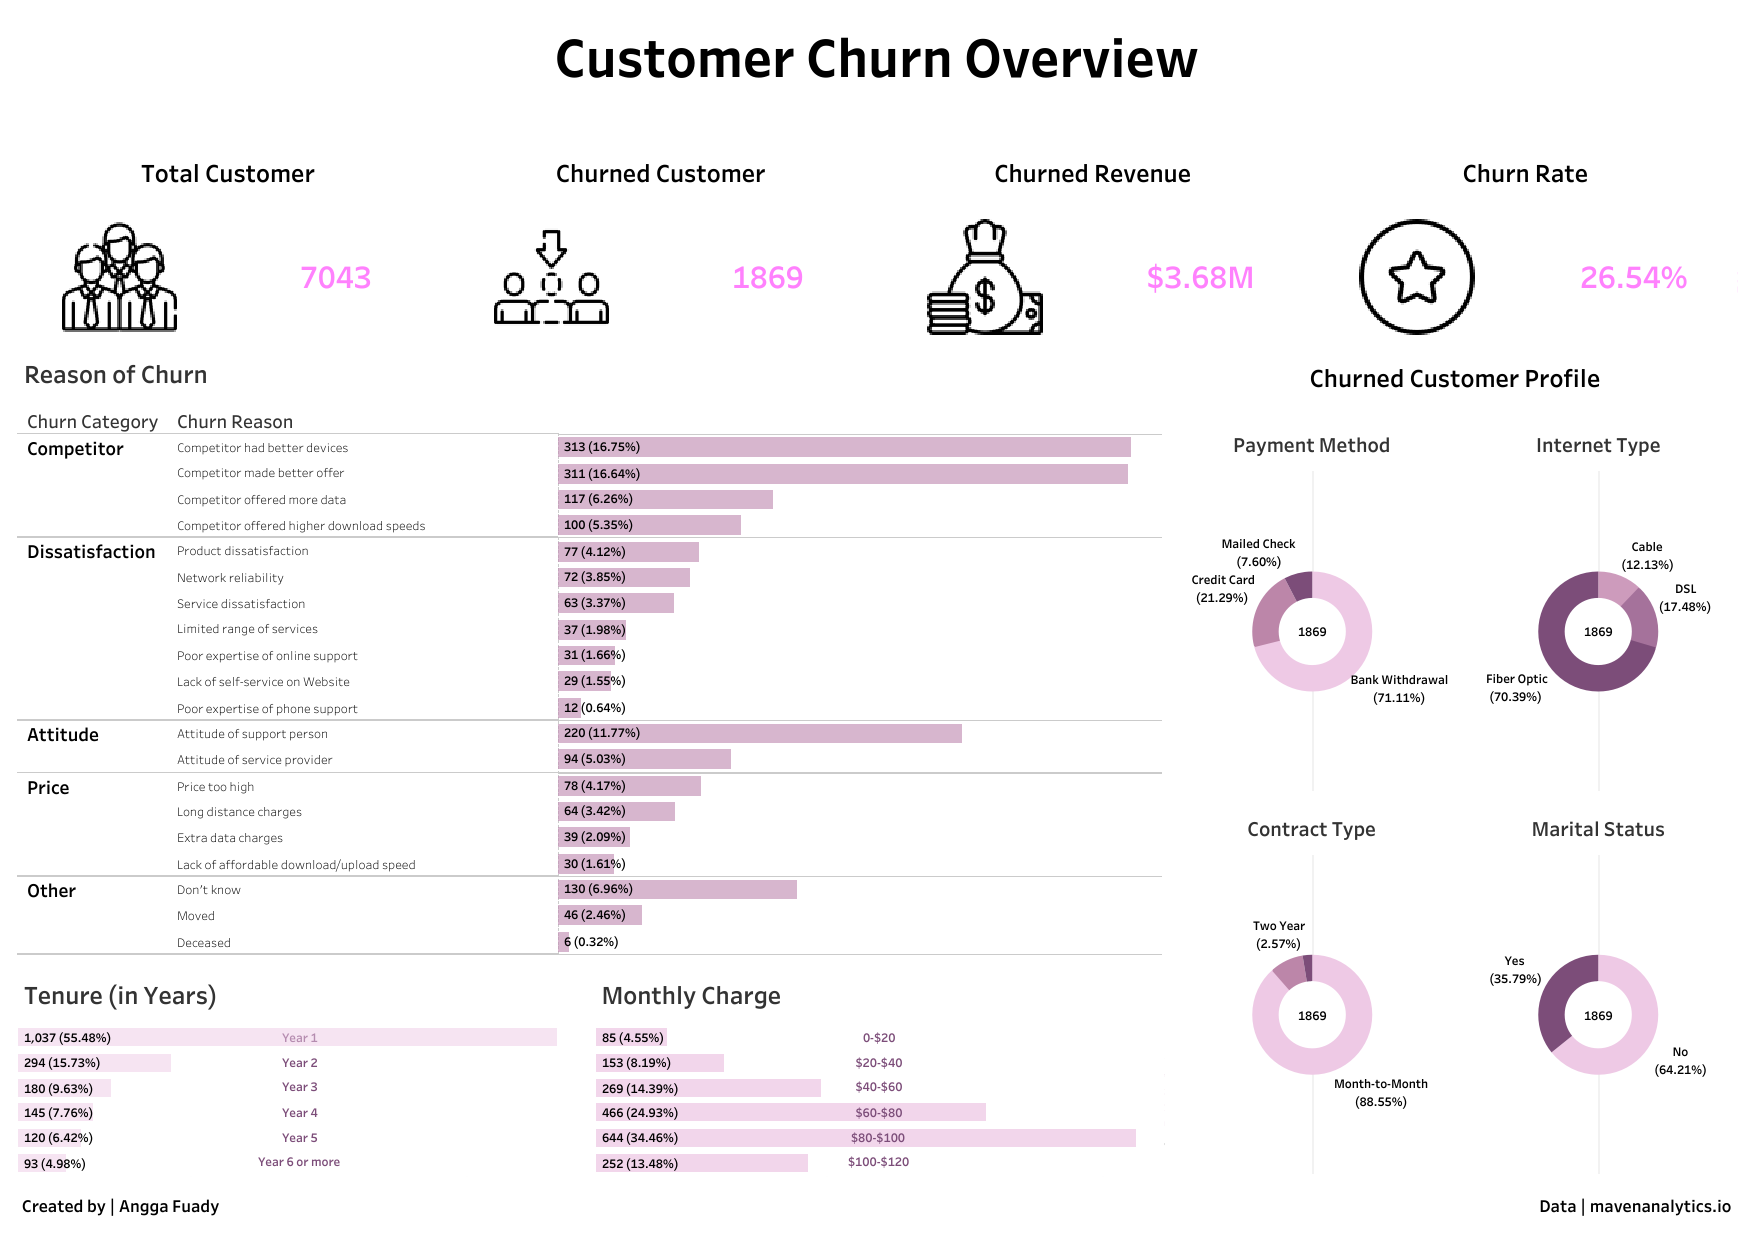 Customer Churn Overview
Total Customer
Churned Customer
Churned Revenue
Churn Rate
7043
1869
$
$3.68M
26.54%
Reason of Churn
Churn Category Churn Reason
Competitor Competitor had better devices 313 (16.75%)
Competitor made better offer 311 (16.64%)
Competitor offered more data 117 (6.26%)
Competitor offered higher download speeds 100 (5.35%)
Dissatisfaction Product dissatisfaction 77 (4.12%)
Network reliability 72 (3.85%)
Service dissatisfaction 63 (3.37%)
Limited range of services 37 (1.98%)
Poor expertise of online support 31 (1.66%)
Lack of self-service on Website 29 (1.55%)
Poor expertise of phone support 12 (0.64%)
Attitude Attitude of support person 220 (11.77%)
Attitude of service provider 94 (5.03%)
Price Price too high 78 (4.17%)
Long distance charges 64 (3.42%)
Extra data charges 39 (2.09%)
Lack of affordable download/upload speed 30 (1.61%)
Other Don't know 130 (6.96%)
Moved 46 (2.46%)
Deceased 6 (0.32%)
Churned Customer Profile
Payment Method
Mailed Check
(7.60%)
Credit Card
(21.29%)
1869
Bank Withdrawal
(71.11%)
Internet Type
Cable
(12.13%)
DSL
(17.48%)
1869
Fiber Optic
(70.39%)
Contract Type
Two Year
(2.57%)
1869
Month-to-Month
(88.55%)
Marital Status
Yes
(35.79%)
1869
No
(64.21%)
Tenure (in Years)
1,037 (55.48%) Year 1
294 (15.73%) Year 2
180 (9.63%) Year 3
145 (7.76%) Year 4
120 (6.42%) Year 5
93 (4.98%) Year 6 or more
Monthly Charge
85 (4.55%) 0-$20
153 (8.19%) $20-$40
269 (14.39%) $40-$60
466 (24.93%) $60-$80
644 (34.46%) $80-$100
252 (13.48%) $100-$120
Created by | Angga Fuady
Data | mavenanalytics.io